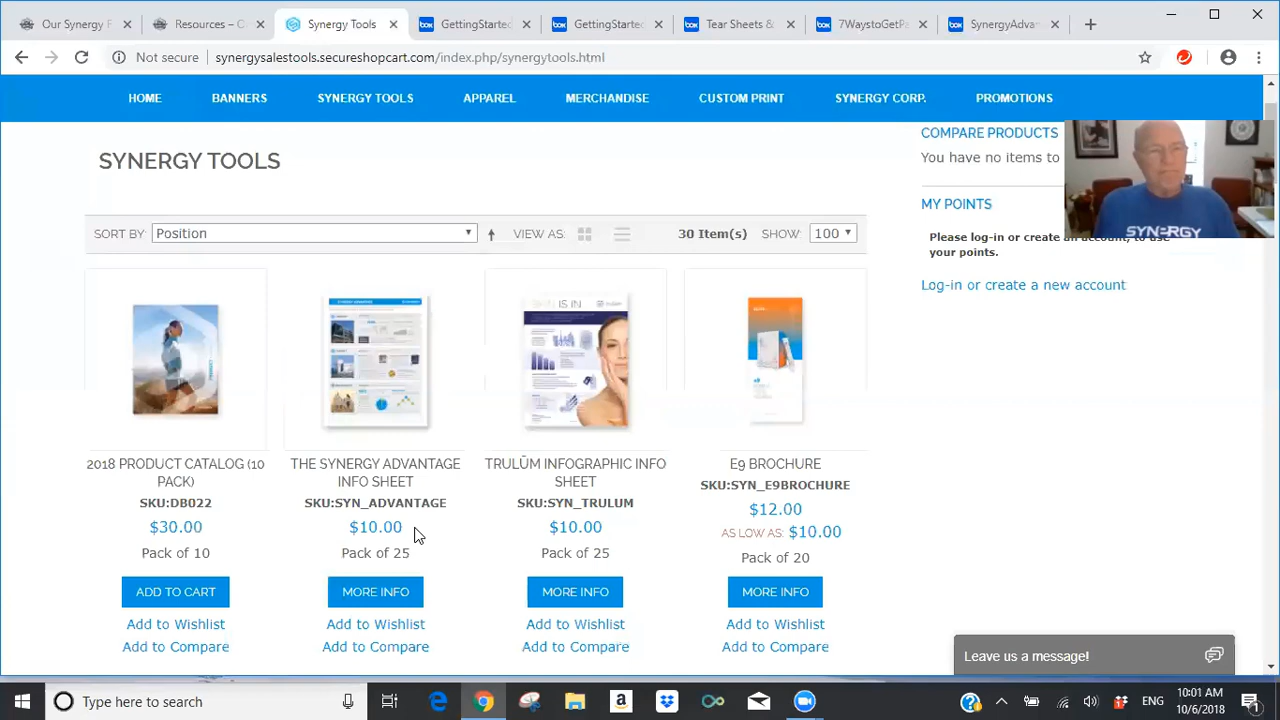 Our Synergy F
Resources – C
Synergy Tools
GettingStarted
GettingStarted
Tear Sheets &
7WaystoGetPa
SynergyAdva
Not secure
synergysalestools.secureshopcart.com/index.php/synergytools.html
HOME
BANNERS
SYNERGY TOOLS
APPAREL
MERCHANDISE
CUSTOM PRINT
SYNERGY CORP.
PROMOTIONS
COMPARE PRODUCTS
You have no items to
MY POINTS
Please log-in or create an account, to use
your points.
Log-in or create a new account
SYNERGY
SYNERGY TOOLS
SORT BY: Position
VIEW AS:
30 Item(s)
SHOW: 100
2018 PRODUCT CATALOG (10
PACK)
SKU:DB022
$30.00
Pack of 10
ADD TO CART
Add to Wishlist
Add to Compare
THE SYNERGY ADVANTAGE
INFO SHEET
SKU:SYN_ADVANTAGE
$10.00
Pack of 25
MORE INFO
Add to Wishlist
Add to Compare
IS IN
TRULŪM INFOGRAPHIC INFO
SHEET
SKU:SYN_TRULUM
$10.00
Pack of 25
MORE INFO
Add to Wishlist
Add to Compare
E9 BROCHURE
SKU:SYN_E9BROCHURE
$12.00
AS LOW AS: $10.00
Pack of 20
MORE INFO
Add to Wishlist
Add to Compare
Leave us a message!
Type here to search
ENG
10:01 AM
10/6/2018